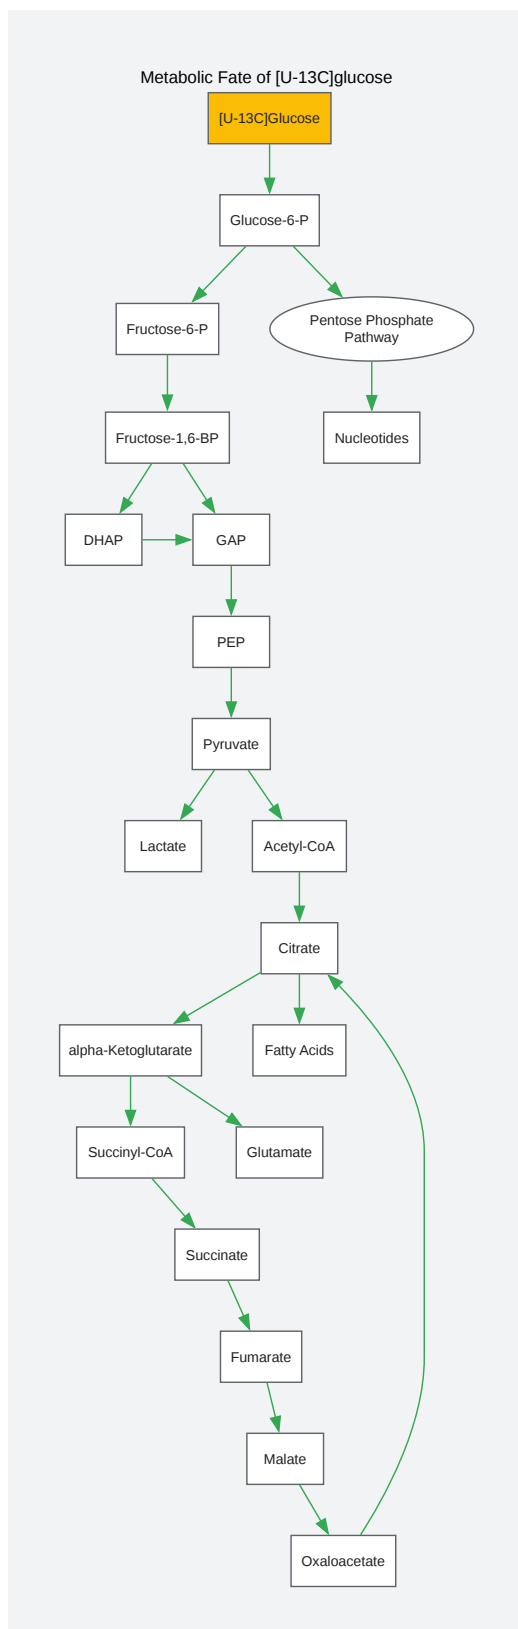 Metabolic Fate of [U-13C]glucose
[U-13C]Glucose
Glucose-6-P
Fructose-6-P
Pentose Phosphate
Pathway
Fructose-1,6-BP
Nucleotides
DHAP
GAP
PEP
Pyruvate
Lactate
Acetyl-CoA
Citrate
alpha-Ketoglutarate
Fatty Acids
Succinyl-CoA
Glutamate
Succinate
Fumarate
Malate
Oxaloacetate